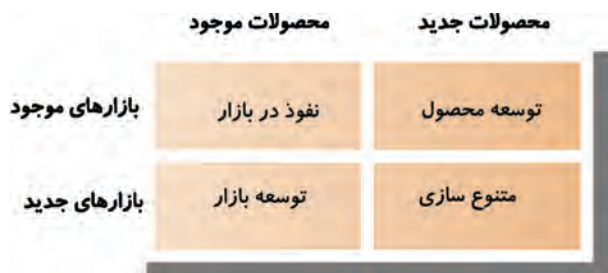 محصولات جدید محصولات موجود
توسعه محصول نفوذ در بازار بازارهای موجود
متنوع سازی توسعه بازار بازارهای جدید